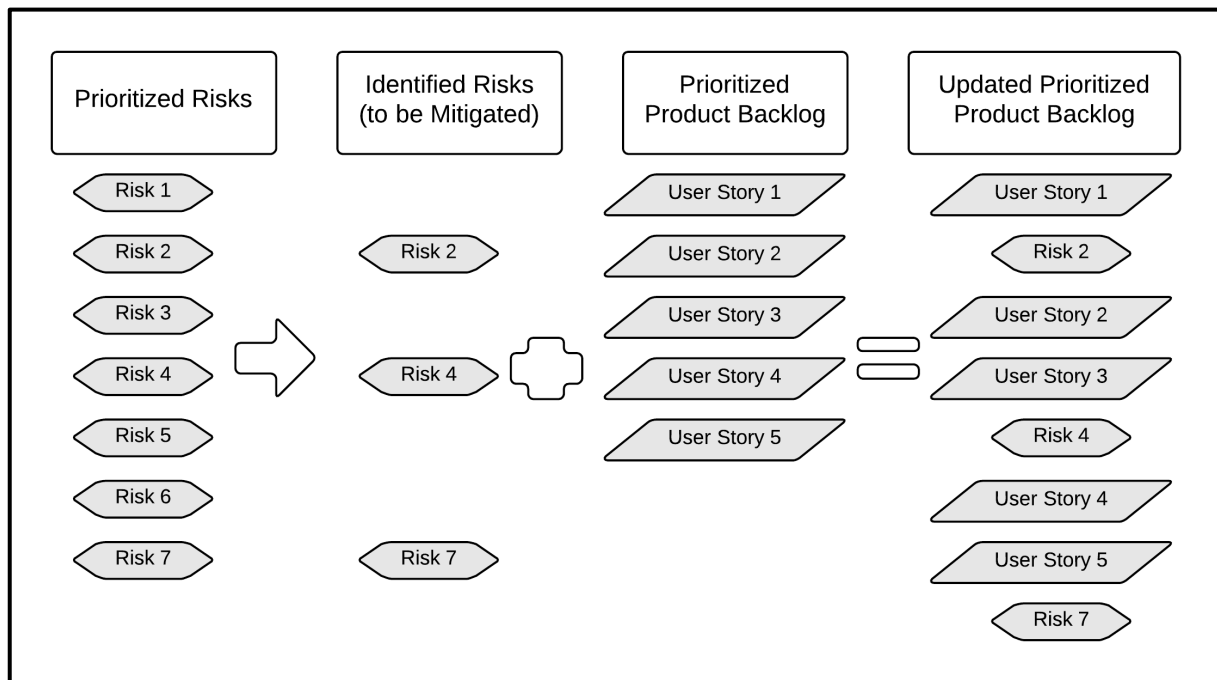 Prioritized Risks
Identified Risks
(to be Mitigated)
Prioritized
Product Backlog
Updated Prioritized
Product Backlog
Risk 1
Risk 2
Risk 3
Risk 4
Risk 5
Risk 6
Risk 7
Risk 2
Risk 4
Risk 7
User Story 1
User Story 2
User Story 3
User Story 4
User Story 5
User Story 1
Risk 2
User Story 2
User Story 3
Risk 4
User Story 4
User Story 5
Risk 7